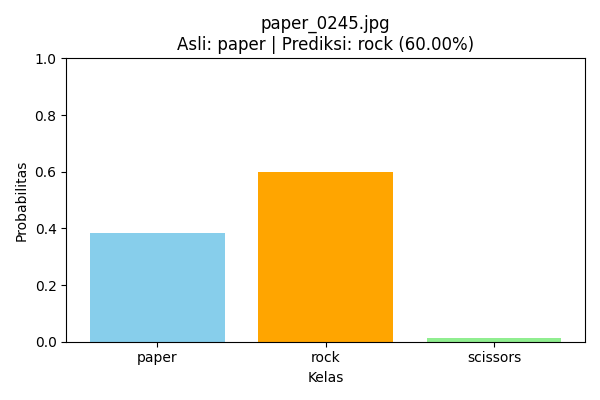 paper_0245.jpg
Asli: paper | Prediksi: rock (60.00%)
1.0
0.8
0.6
0.4
0.2
0.0
Probabilitas
paper rock scissors
Kelas